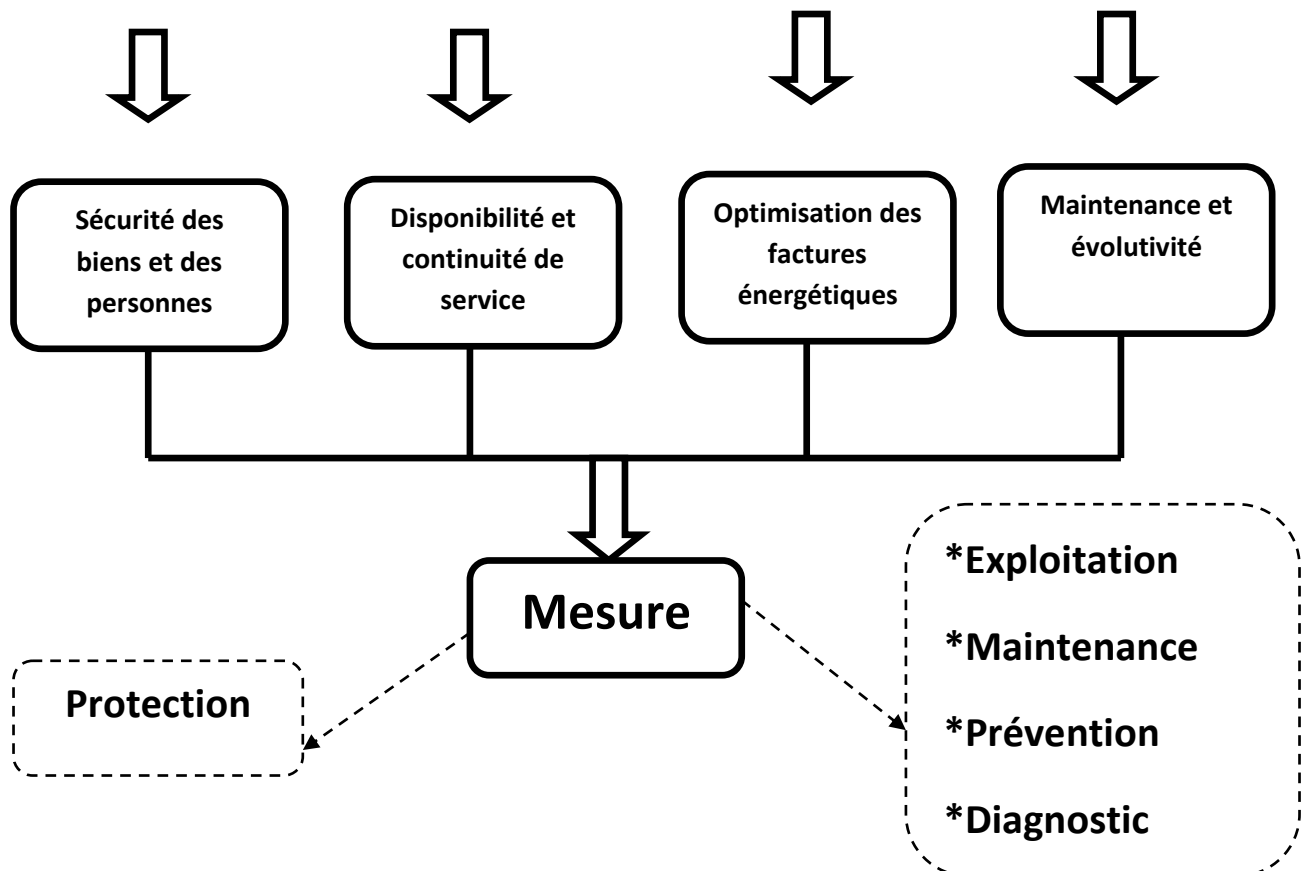 Sécurité des
biens et des
personnes
Disponibilité et
continuité de
service
Optimisation des
factures
énergétiques
Maintenance et
évolutivité
Mesure
Protection
*Exploitation
*Maintenance
*Prévention
*Diagnostic